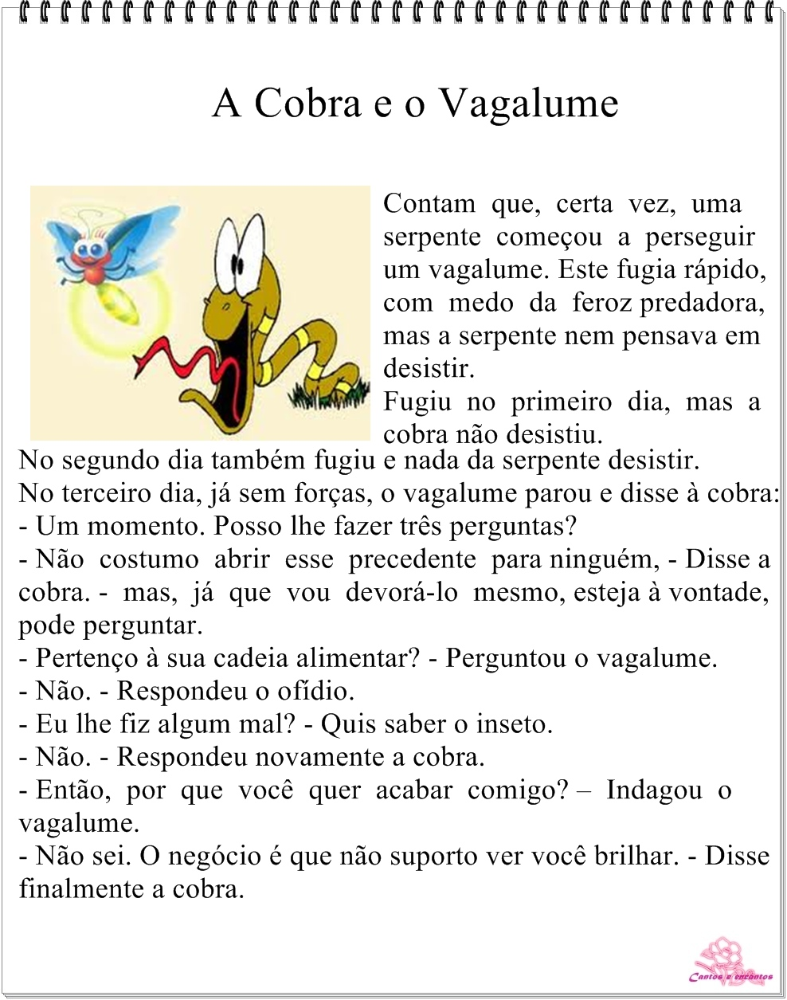 A Cobra e o Vagalume
Contam que, certa vez, uma
serpente começou a perseguir
um vagalume. Este fugia rápido,
com medo da feroz predadora,
mas a serpente nem pensava em
desistir.
Fugiu no primeiro dia, mas a
cobra não desistiu.
No segundo dia também fugiu e nada da serpente desistir.
No terceiro dia, já sem forças, o vagalume parou e disse à cobra:
- Um momento. Posso lhe fazer três perguntas?
- Não costumo abrir esse precedente para ninguém, - Disse a
cobra. - mas, já que vou devorá-lo mesmo, esteja à vontade,
pode perguntar.
- Pertenço à sua cadeia alimentar? - Perguntou o vagalume.
- Não. - Respondeu o ofídio.
- Eu lhe fiz algum mal? - Quis saber o inseto.
- Não. - Respondeu novamente a cobra.
- Então, por que você quer acabar comigo? – Indagou o
vagalume.
- Não sei. O negócio é que não suporto ver você brilhar. - Disse
finalmente a cobra.
Cantos e encantos